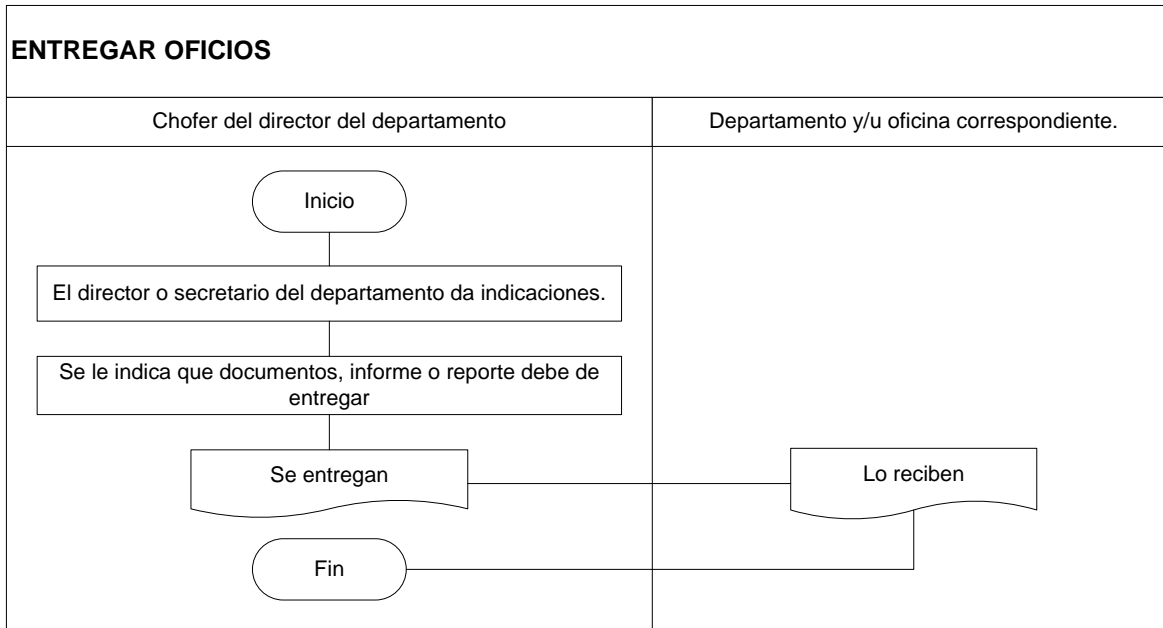 ENTREGAR OFICIOS
Chofer del director del departamento
Departamento y/u oficina correspondiente.
Inicio
El director o secretario del departamento da indicaciones.
Se le indica que documentos, informe o reporte debe de
entregar
Se entregan
Lo reciben
Fin